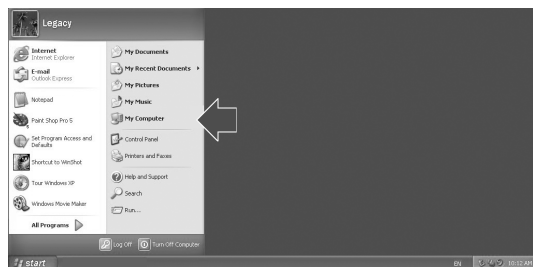 Legacy
Internet
Internet Explorer
E-mail
Outlook Express
Notepad
Paint Shop Pro 5
Set Program Access and
Defaults
Shortcut to WinShot
Tour Windows XP
Windows Movie Maker
All Programs
My Documents
My Recent Documents
My Pictures
My Music
My Computer
Control Panel
Printers and Faxes
Help and Support
Search
Run...
Log Off
Turn Off Computer
start
EN
10:12 AM